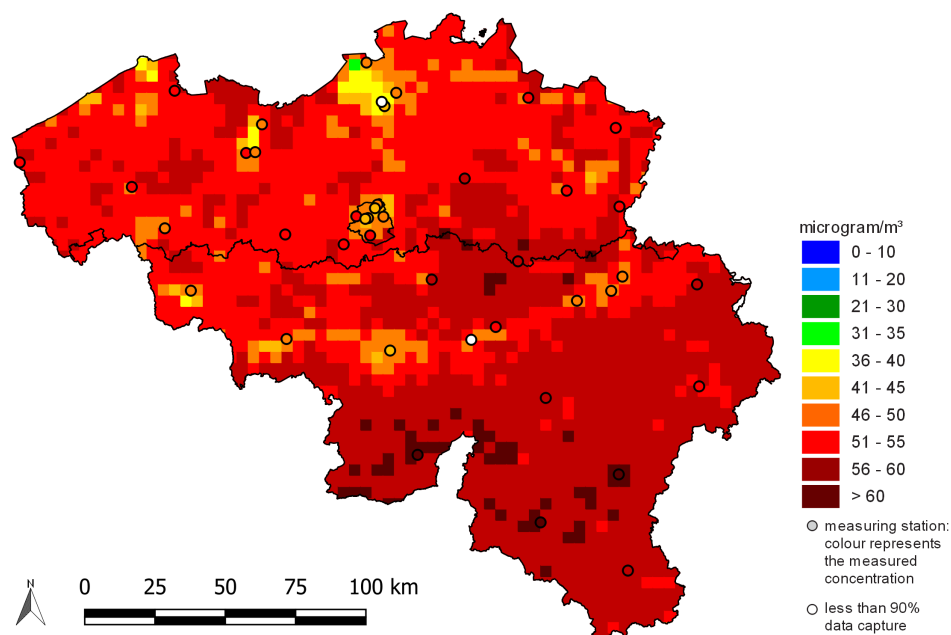 microgram/m³
0 - 10
11 - 20
21 - 30
31 - 35
36 - 40
41 - 45
46 - 50
51 - 55
56 - 60
> 60
measuring station:
colour represents
the measured
concentration
less than 90%
data capture
N
0 25 50 75 100 km